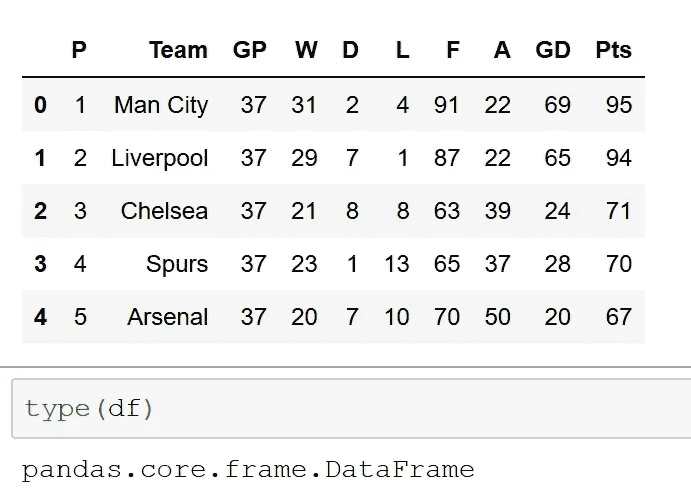 P Team GP W D L F A GD Pts
0 1 Man City 37 31 2 4 91 22 69 95
1 2 Liverpool 37 29 7 1 87 22 65 94
2 3 Chelsea 37 21 8 8 63 39 24 71
3 4 Spurs 37 23 1 13 65 37 28 70
4 5 Arsenal 37 20 7 10 70 50 20 67
type(df)
pandas.core.frame.DataFrame